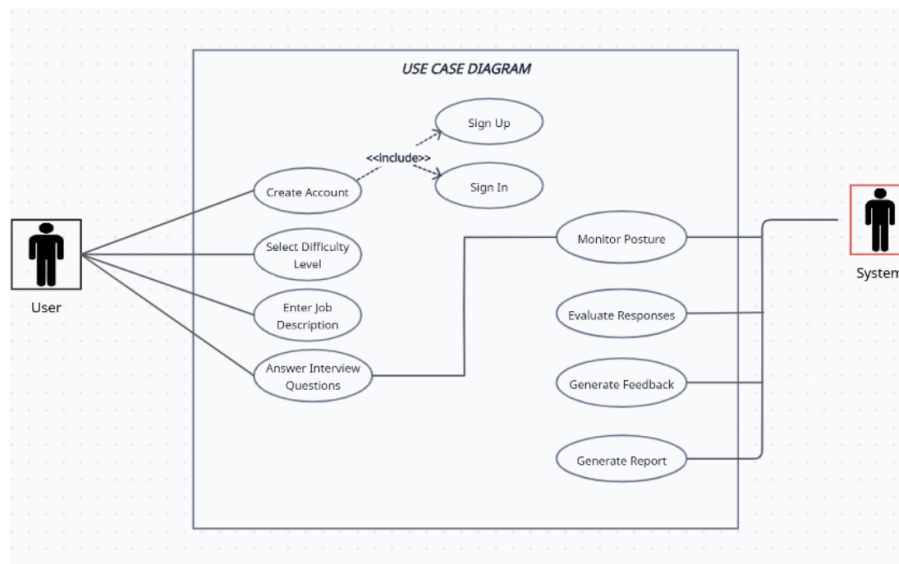 USE CASE DIAGRAM
Sign Up
<<include>>
Create Account
Sign In
Select Difficulty
Level
Monitor Posture
User
System
Enter Job
Description
Evaluate Responses
Answer Interview
Questions
Generate Feedback
Generate Report